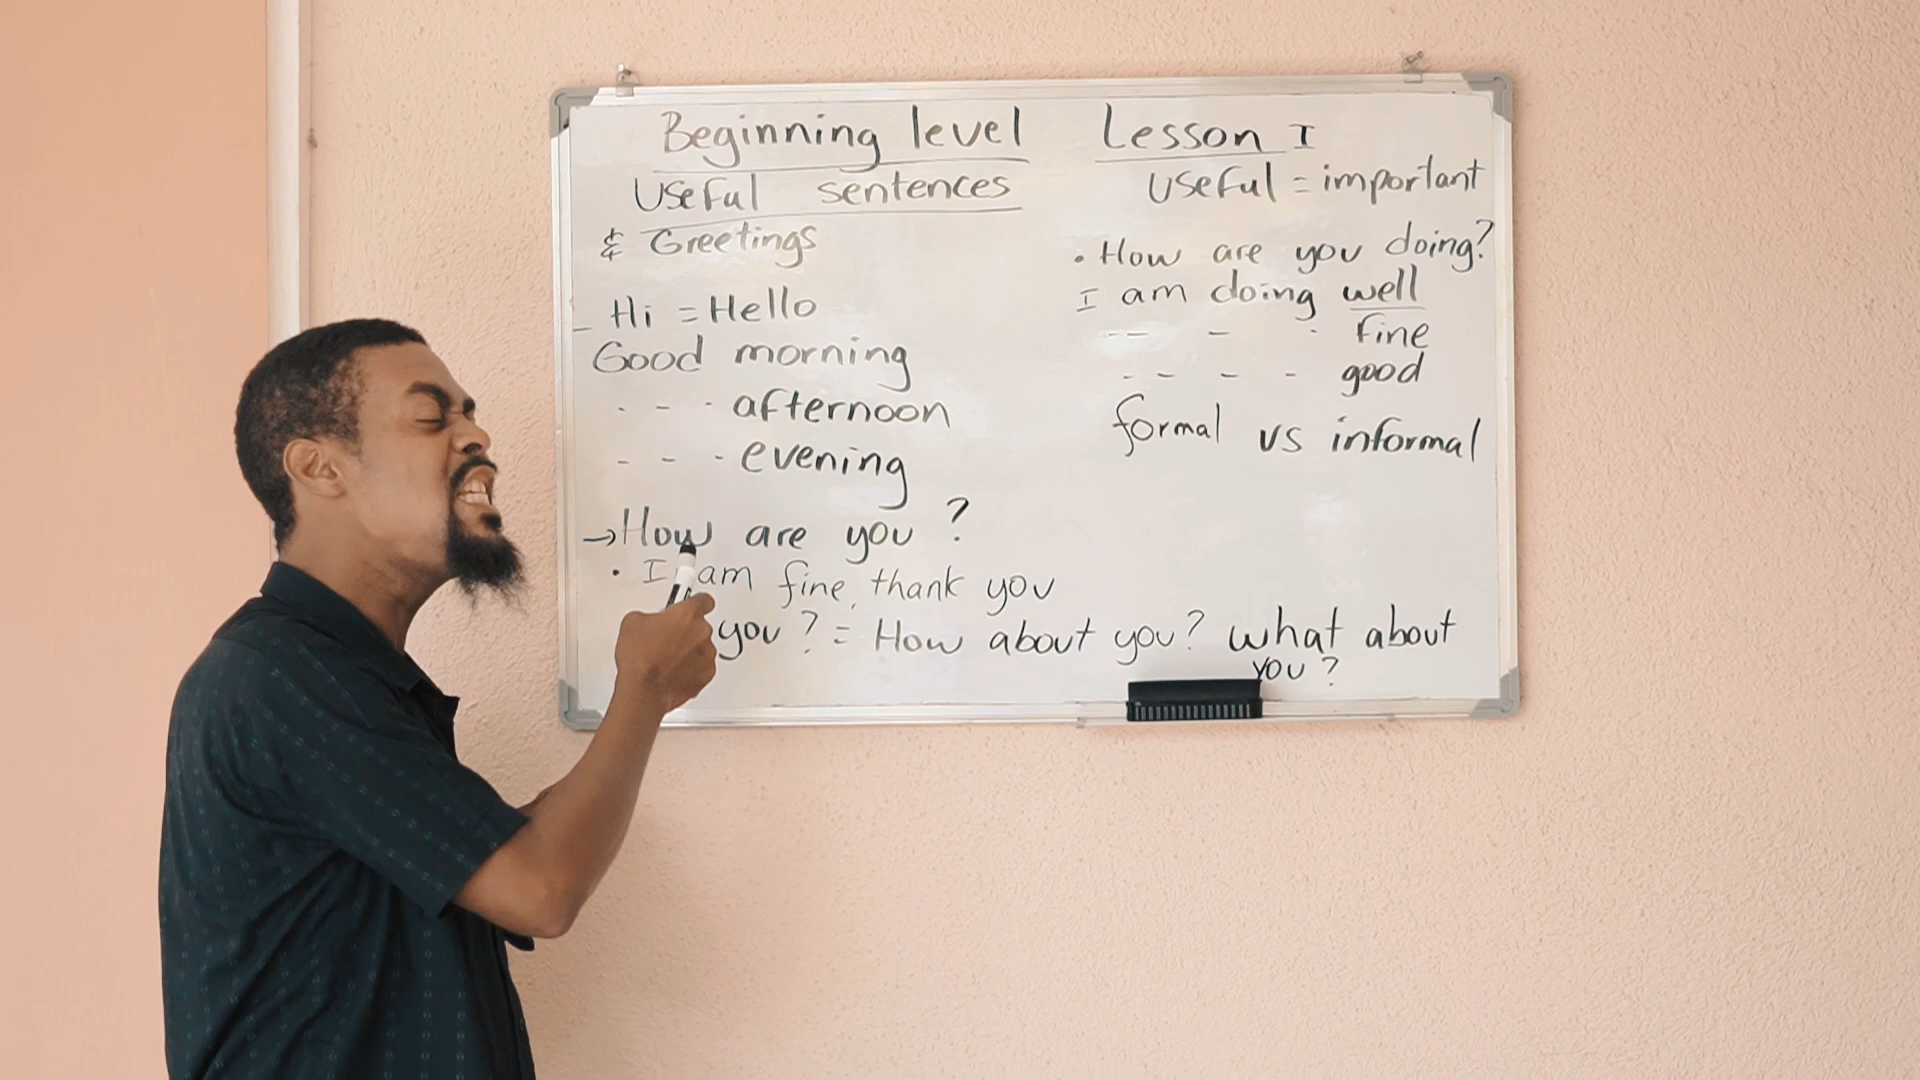 Beginning level Lesson I
Useful sentences
& Greetings
- Hi = Hello
Good morning
- - - afternoon
- - - evening
→ How are you ?
• I am fine, thank you
you ? = How about you? what about
you ?
useful = important
• How are you doing?
I am doing well
-- - - fine
- - - - good
formal vs informal